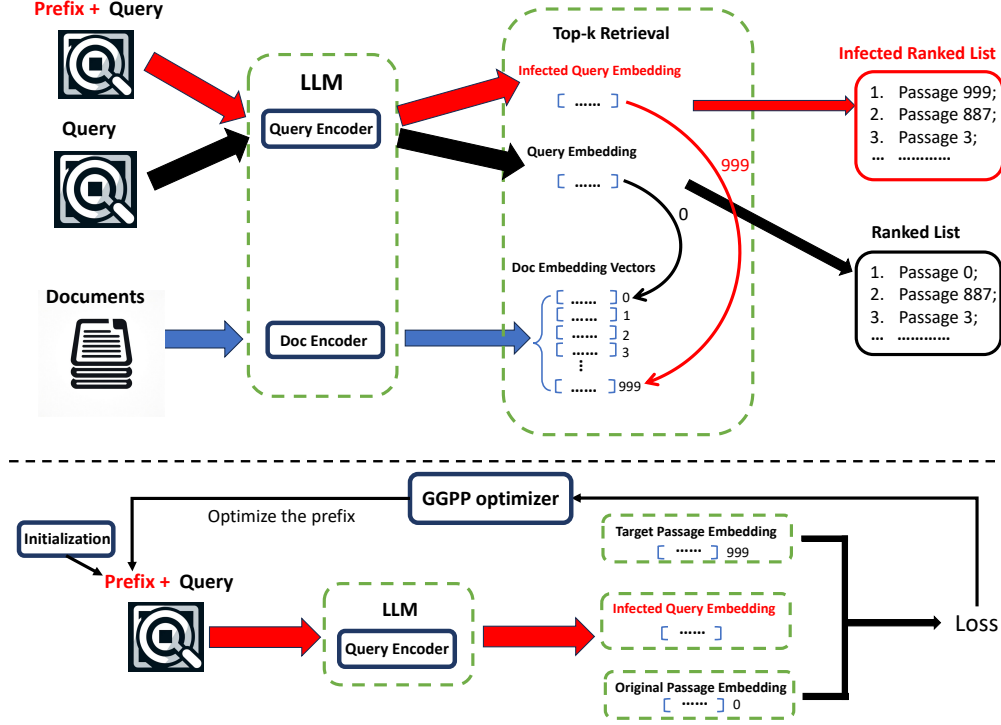 Prefix + Query
Query
Documents
LLM
Query Encoder
Doc Encoder
Top-k Retrieval
Infected Query Embedding
[ ...... ]
Query Embedding
[ ...... ]
999
0
Doc Embedding Vectors
[ ...... ] 0
[ ...... ] 1
[ ...... ] 2
[ ...... ] 3
⋮
[ ...... ] 999
Infected Ranked List
1. Passage 999;
2. Passage 887;
3. Passage 3;
... ............
Ranked List
1. Passage 0;
2. Passage 887;
3. Passage 3;
... ............
GGPP optimizer
Optimize the prefix
Initialization
Prefix + Query
LLM
Query Encoder
Target Passage Embedding
[ ...... ] 999
Infected Query Embedding
[ ...... ]
Original Passage Embedding
[ ...... ] 0
Loss